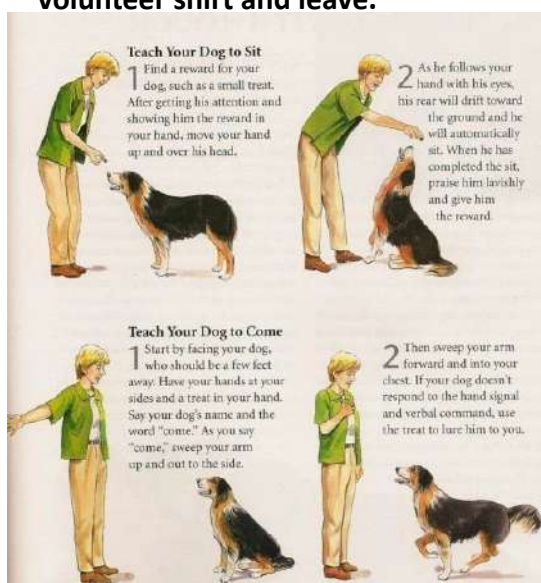 volunteer shirt and leave.
Teach Your Dog to Sit
1 Find a reward for your
dog, such as a small treat.
After getting his attention and
showing him the reward in
your hand, move your hand
up and over his head.
2 As he follows your
hand with his eyes,
his rear will drift toward
the ground and he
will automatically
sit. When he has
completed the sit,
praise him lavishly
and give him
the reward.
Teach Your Dog to Come
1 Start by facing your dog,
who should be a few feet
away. Have your hands at your
sides and a treat in your hand.
Say your dog's name and the
word "come." As you say
"come," sweep your arm
up and out to the side.
2 Then sweep your arm
forward and into your
chest. If your dog doesn't
respond to the hand signal
and verbal command, use
the treat to lure him to you.